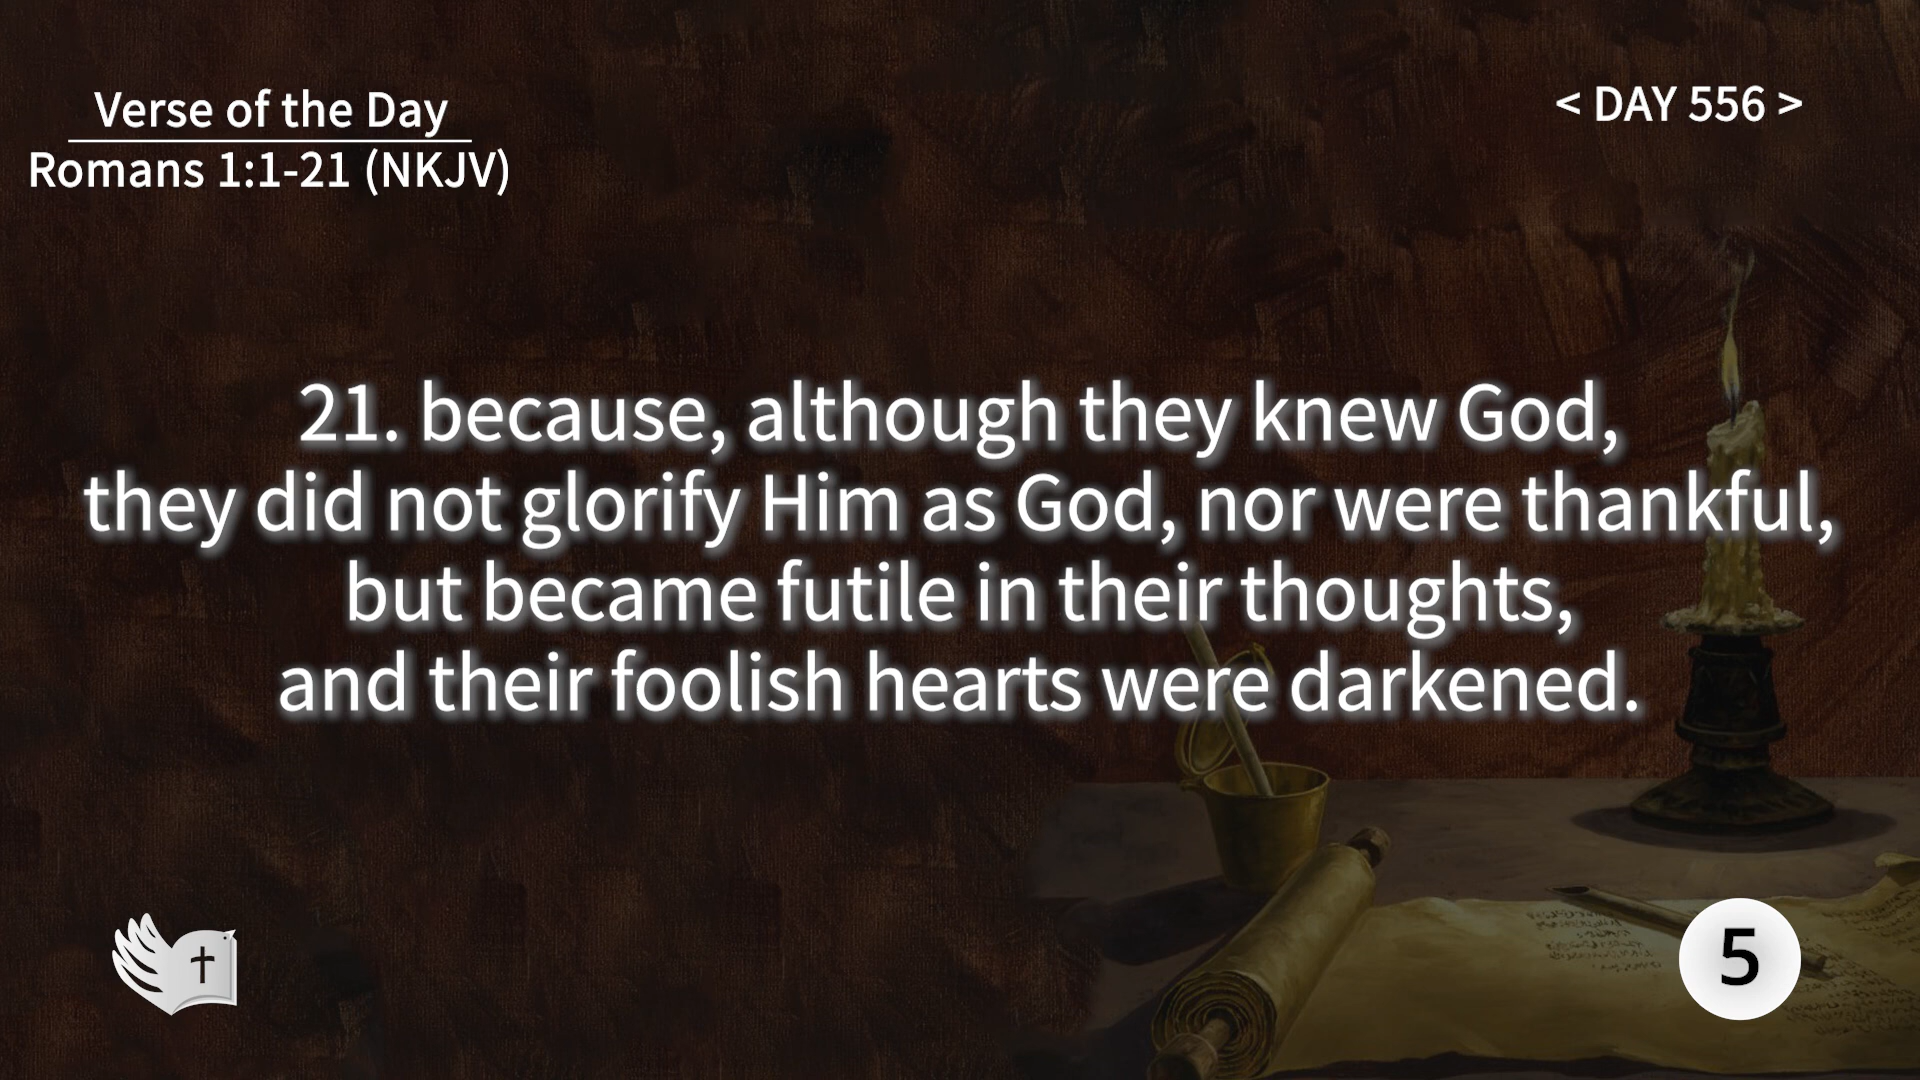 Verse of the Day
Romans 1:1-21 (NKJV)
< DAY 556 >
21. because, although they knew God,
they did not glorify Him as God, nor were thankful,
but became futile in their thoughts,
and their foolish hearts were darkened.
5